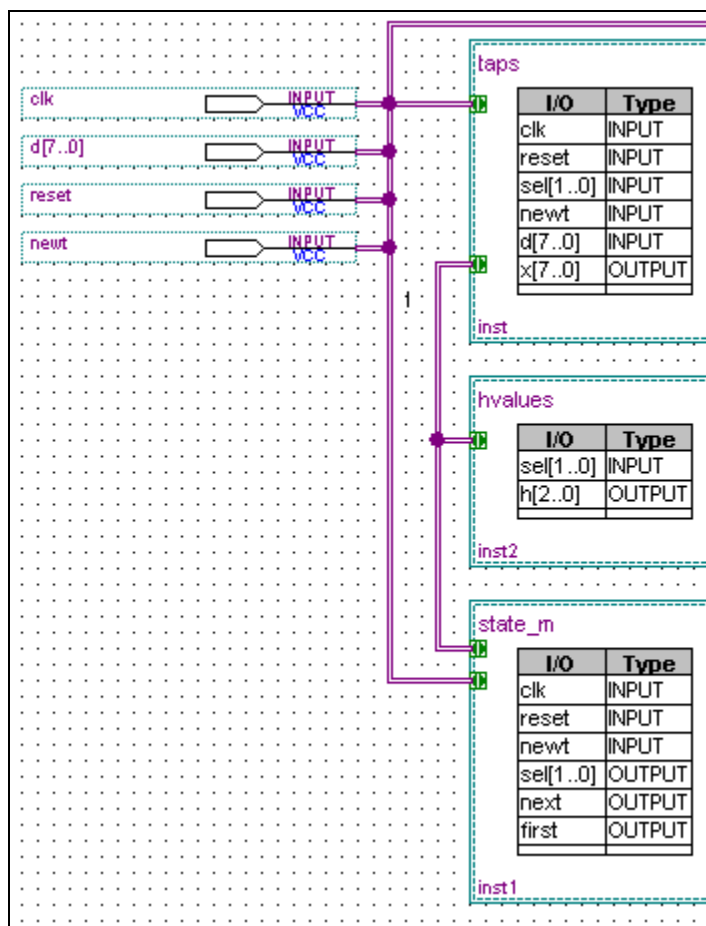 clk INPUT VCC
d[7..0] INPUT VCC
reset INPUT VCC
newt INPUT VCC
taps
I/O Type
clk INPUT
reset INPUT
sel[1..0] INPUT
newt INPUT
d[7..0] INPUT
x[7..0] OUTPUT
inst
hvalues
I/O Type
sel[1..0] INPUT
h[2..0] OUTPUT
inst2
state_m
I/O Type
clk INPUT
reset INPUT
newt INPUT
sel[1..0] OUTPUT
next OUTPUT
first OUTPUT
inst1